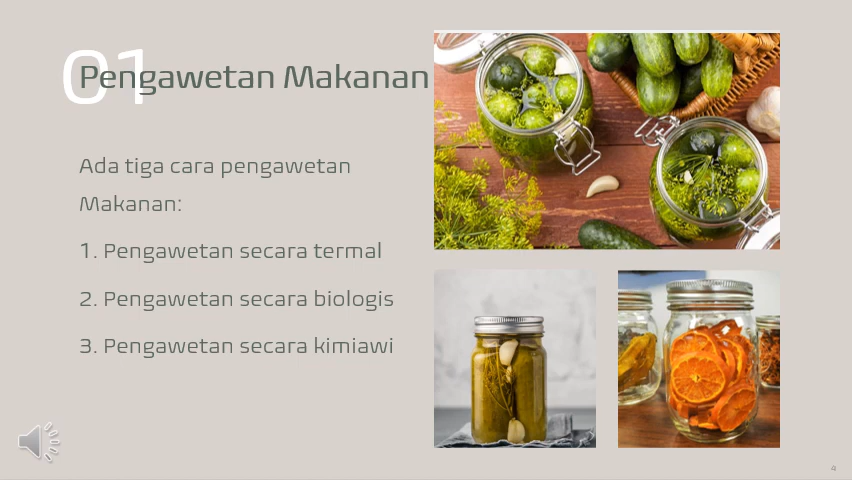 01
Pengawetan Makanan
Ada tiga cara pengawetan
Makanan:
1. Pengawetan secara termal
2. Pengawetan secara biologis
3. Pengawetan secara kimiawi